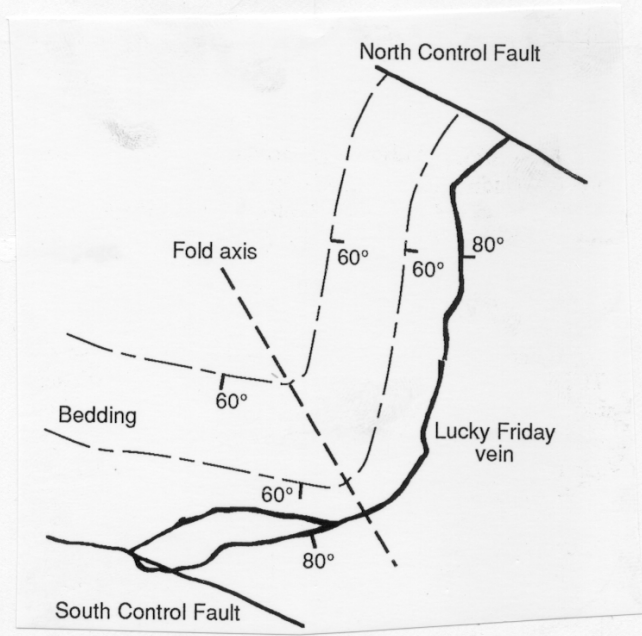 North Control Fault
80°
Fold axis
60°
60°
60°
Bedding
Lucky Friday
vein
60°
80°
South Control Fault